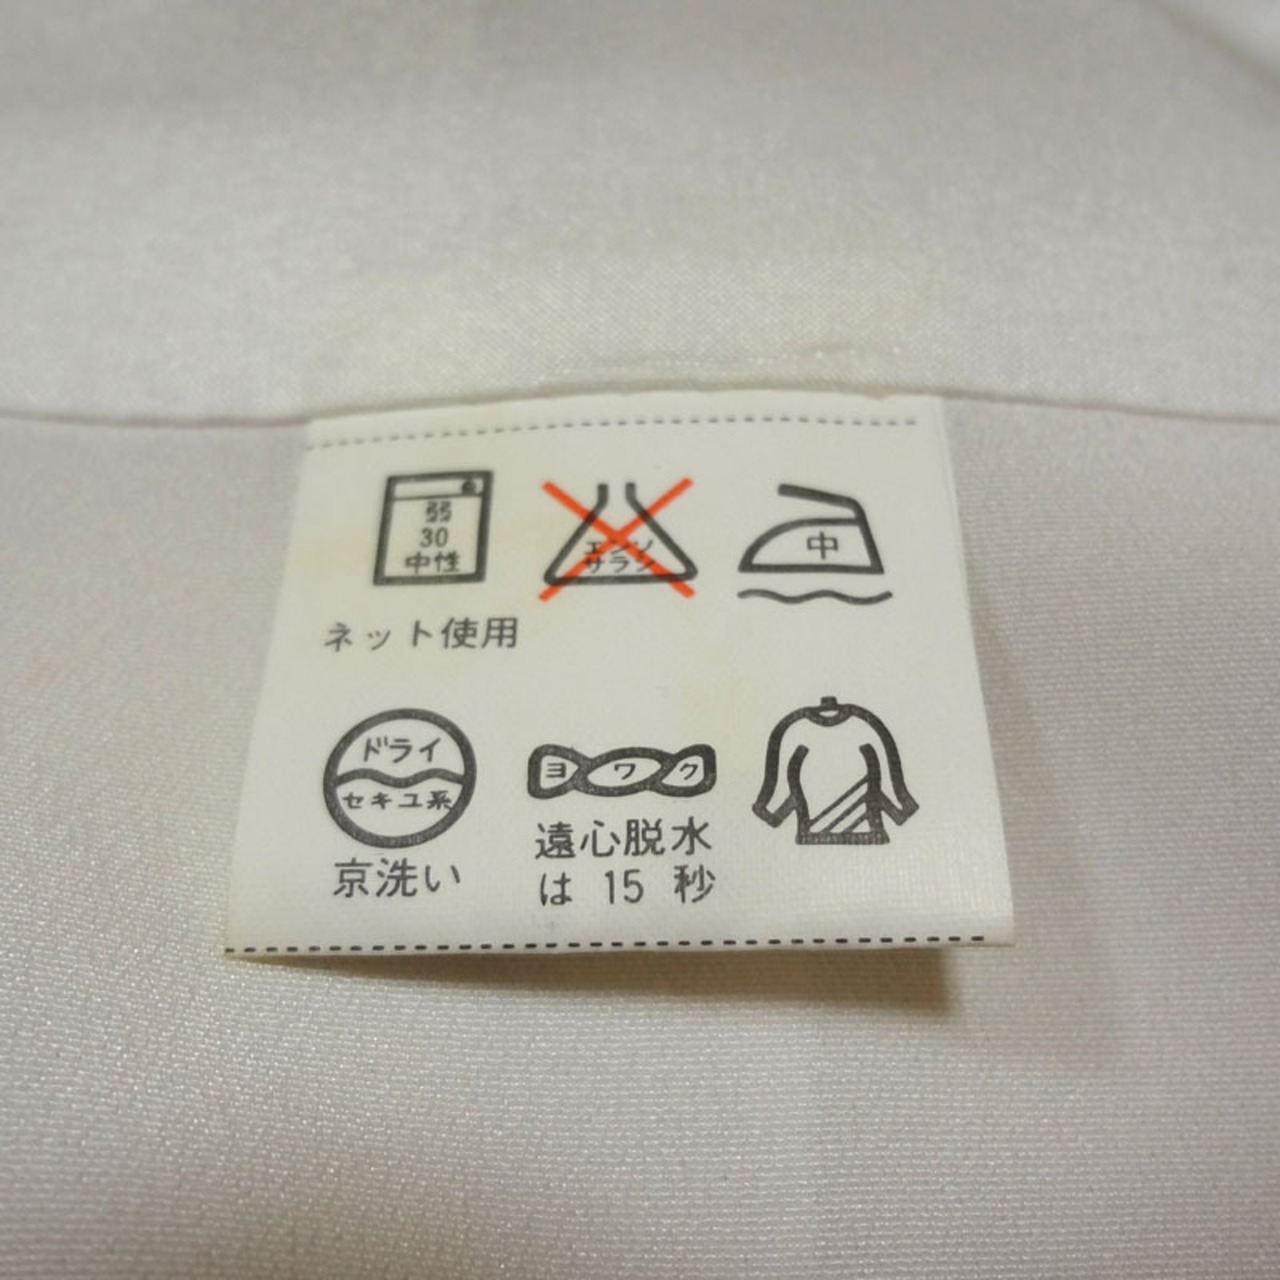 弱
30
中性
エンソ
サラシ
中
ネット使用
ドライ
セキユ系
ヨワク
京洗い
遠心脱水
は 15 秒